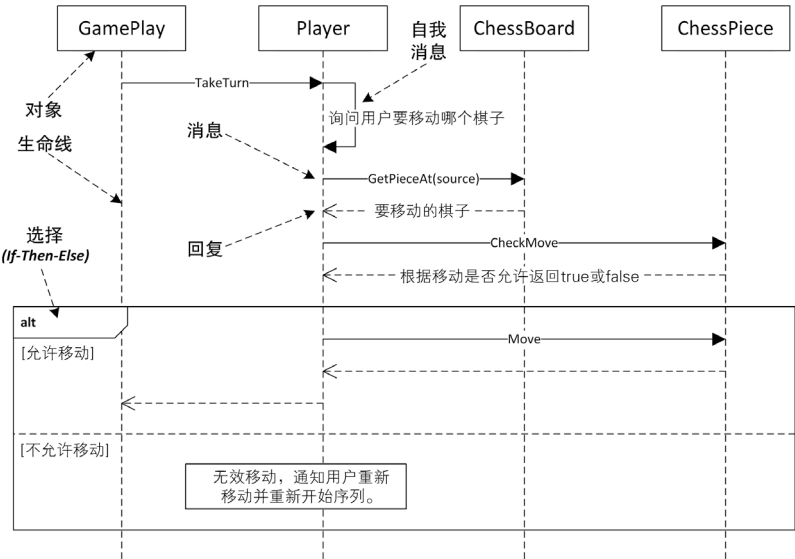 GamePlay
Player
ChessBoard
ChessPiece
自我
消息
TakeTurn
对象
询问用户要移动哪个棋子
消息
生命线
GetPieceAt(source)
要移动的棋子
选择
(If-Then-Else)
回复
CheckMove
根据移动是否允许返回true或false
alt
Move
[允许移动]
[不允许移动]
无效移动，通知用户重新
移动并重新开始序列。